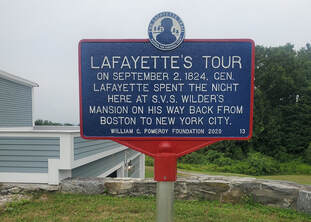 LAFAYETTE'S TOUR
ON SEPTEMBER 2, 1824, GEN.
LAFAYETTE SPENT THE NIGHT
HERE AT S.V.S. WILDER'S
MANSION ON HIS WAY BACK FROM
BOSTON TO NEW YORK CITY.
WILLIAM G. POMEROY FOUNDATION 2020 13